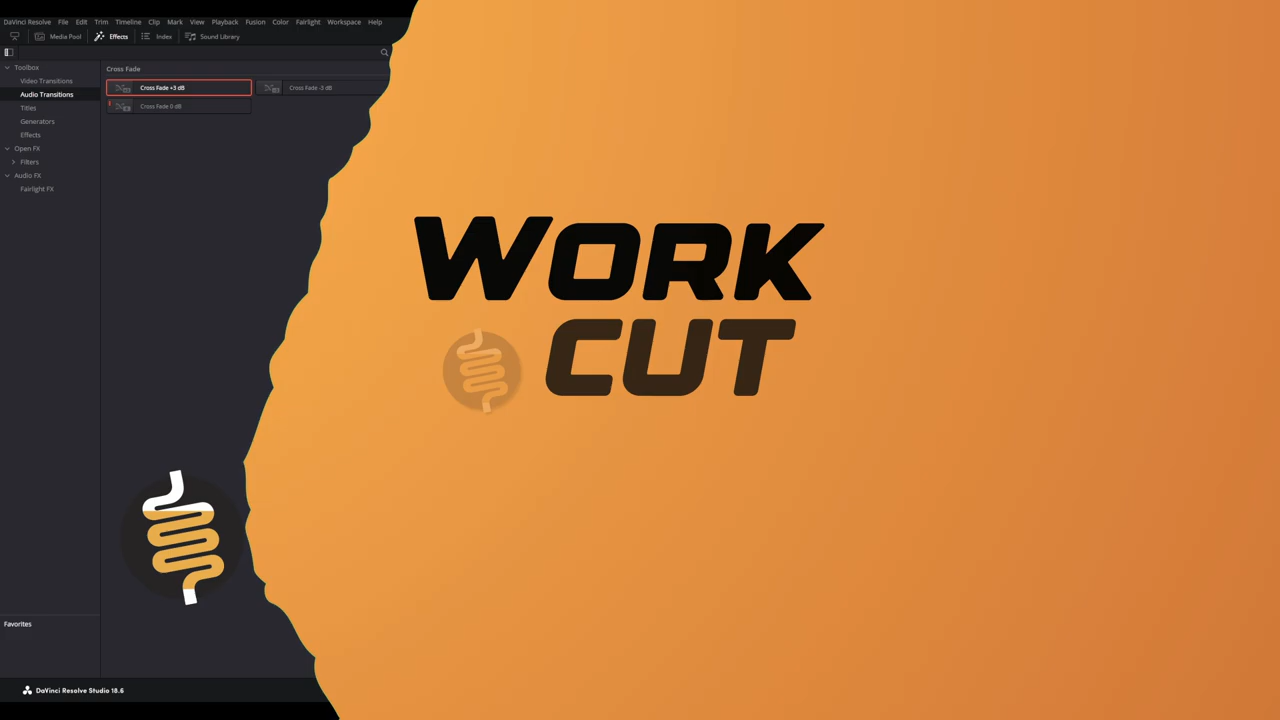 DaVinci Resolve File Edit Trim Timeline Clip Mark View Playback Fusion Color Fairlight Workspace Help
Media Pool Effects Index Sound Library
Toolbox
Video Transitions
Audio Transitions
Titles
Generators
Effects
Open FX
Filters
Audio FX
Fairlight FX
Favorites
Cross Fade
Cross Fade +3 dB Cross Fade -3 dB
Cross Fade 0 dB
WORK
CUT
DaVinci Resolve Studio 18.6